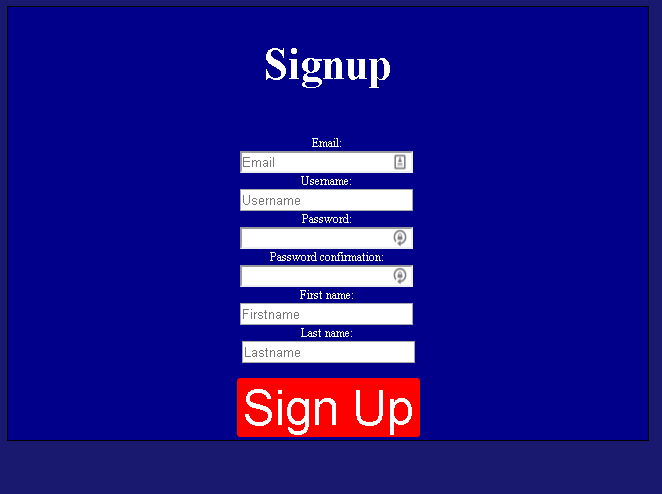 Signup
Email:
Email
Username:
Username
Password:
Password confirmation:
First name:
Firstname
Last name:
Lastname
Sign Up